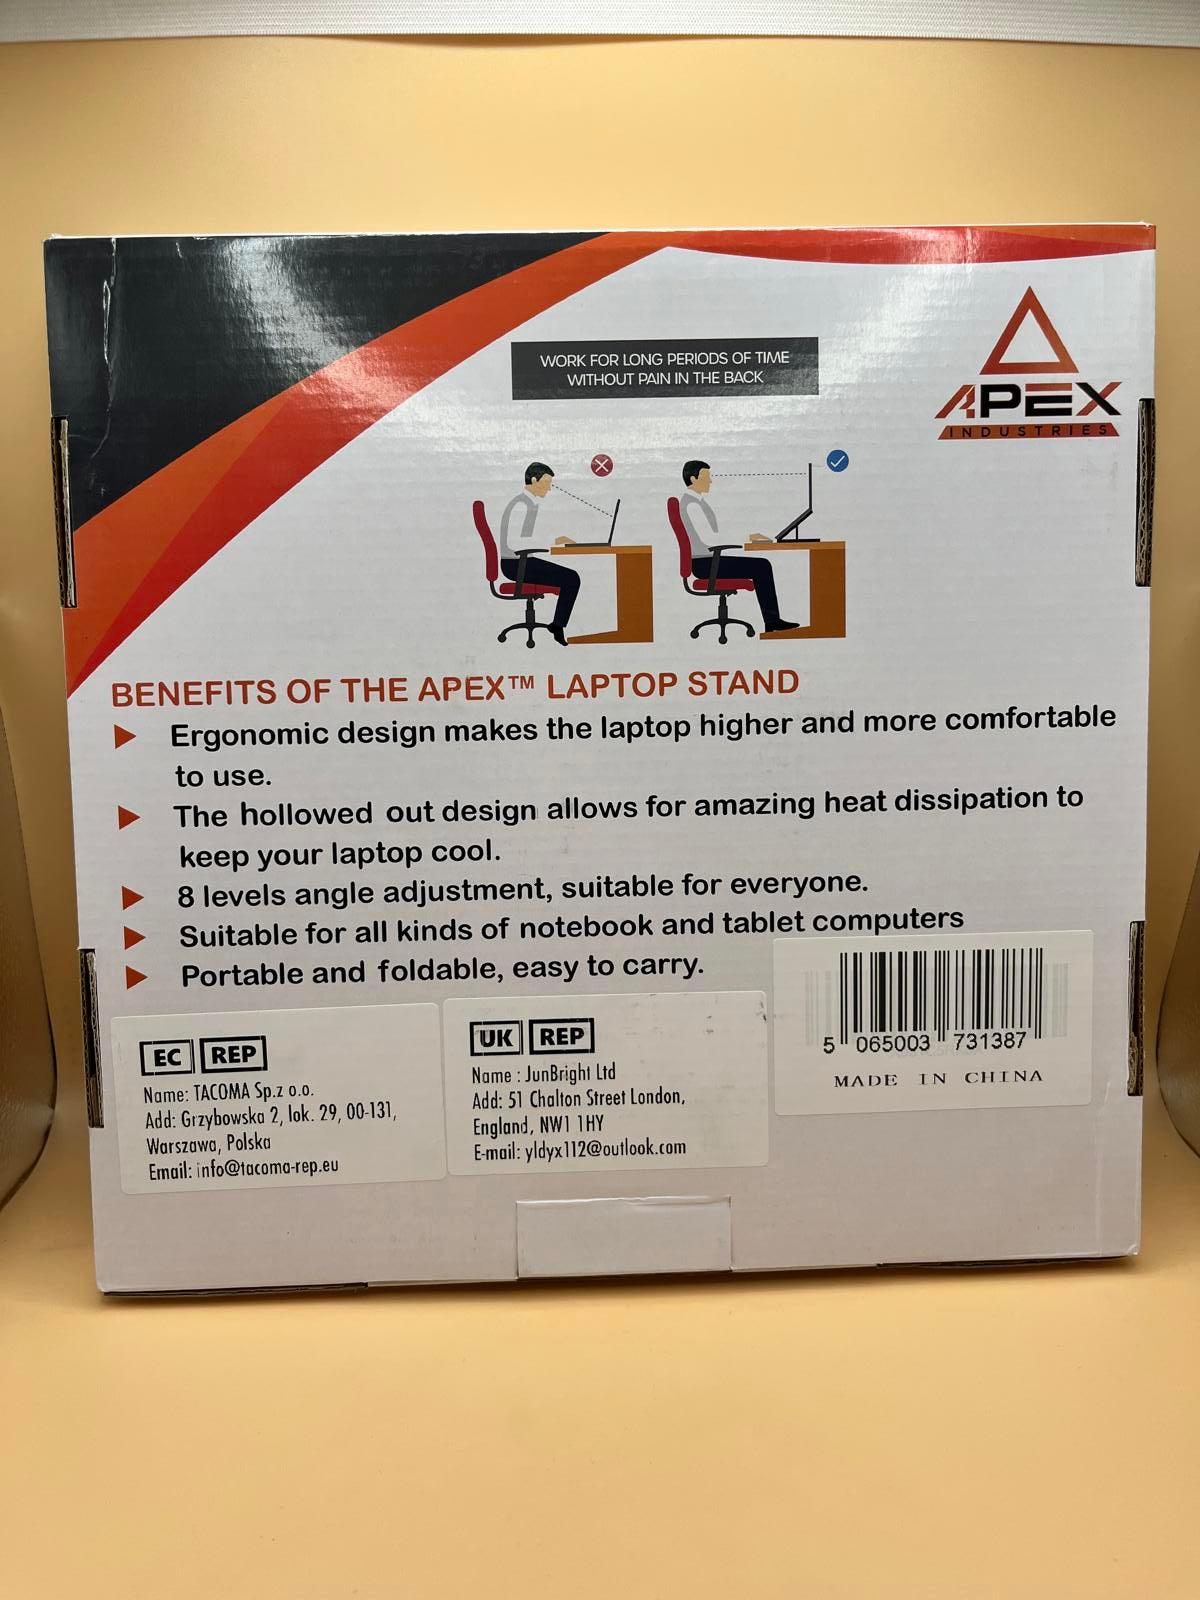 WORK FOR LONG PERIODS OF TIME
WITHOUT PAIN IN THE BACK
APEX
INDUSTRIES
BENEFITS OF THE APEX™ LAPTOP STAND
Ergonomic design makes the laptop higher and more comfortable
to use.
The hollowed out design allows for amazing heat dissipation to
keep your laptop cool.
8 levels angle adjustment, suitable for everyone.
Suitable for all kinds of notebook and tablet computers
Portable and foldable, easy to carry.
EC REP
Name: TACOMA Sp.z o.o.
Add: Grzybowska 2, lok. 29, 00-131,
Warszawa, Polska
Email: info@tacoma-rep.eu
UK REP
Name : JunBright Ltd
Add: 51 Chalton Street London,
England, NW1 1HY
E-mail: yldyx112@outlook.com
5 065003 731387
MADE IN CHINA